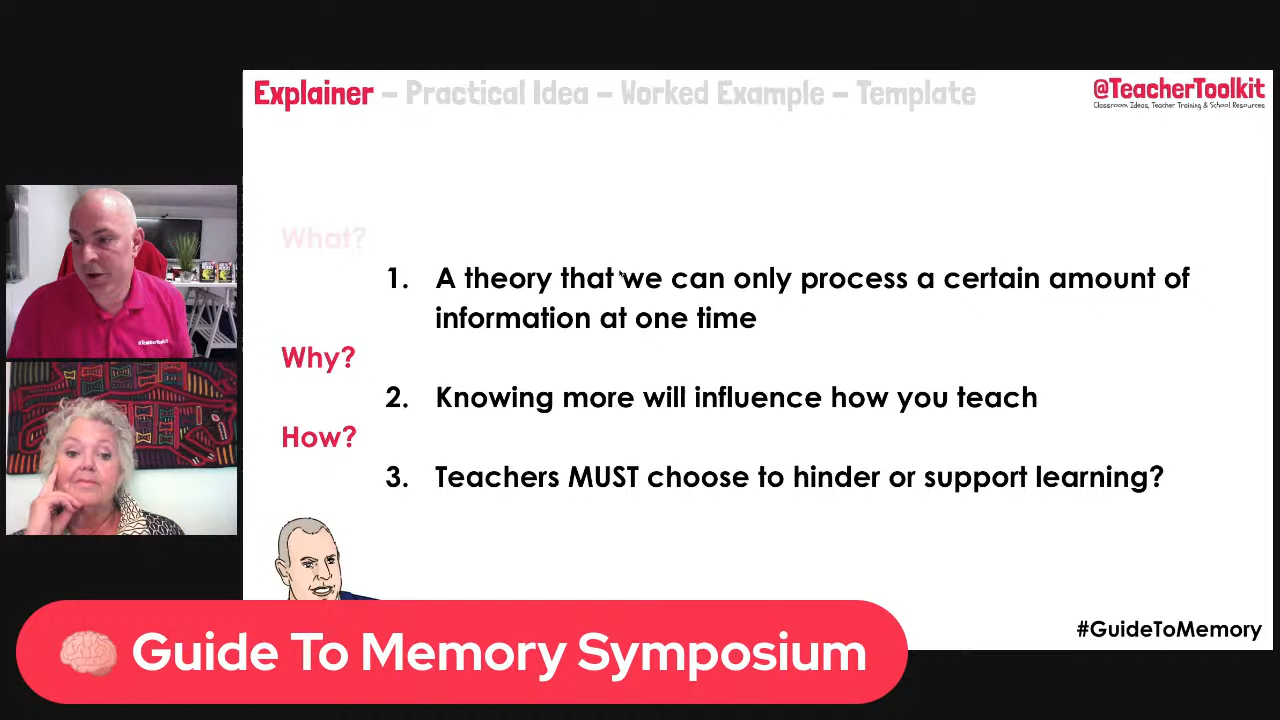 Explainer – Practical Idea – Worked Example – Template
@TeacherToolkit
Classroom Ideas, Teacher Training & School Resources
What?
1. A theory that we can only process a certain amount of
information at one time
Why?
2. Knowing more will influence how you teach
How?
3. Teachers MUST choose to hinder or support learning?
@TeacherToolkit
#GuideToMemory
Guide To Memory Symposium